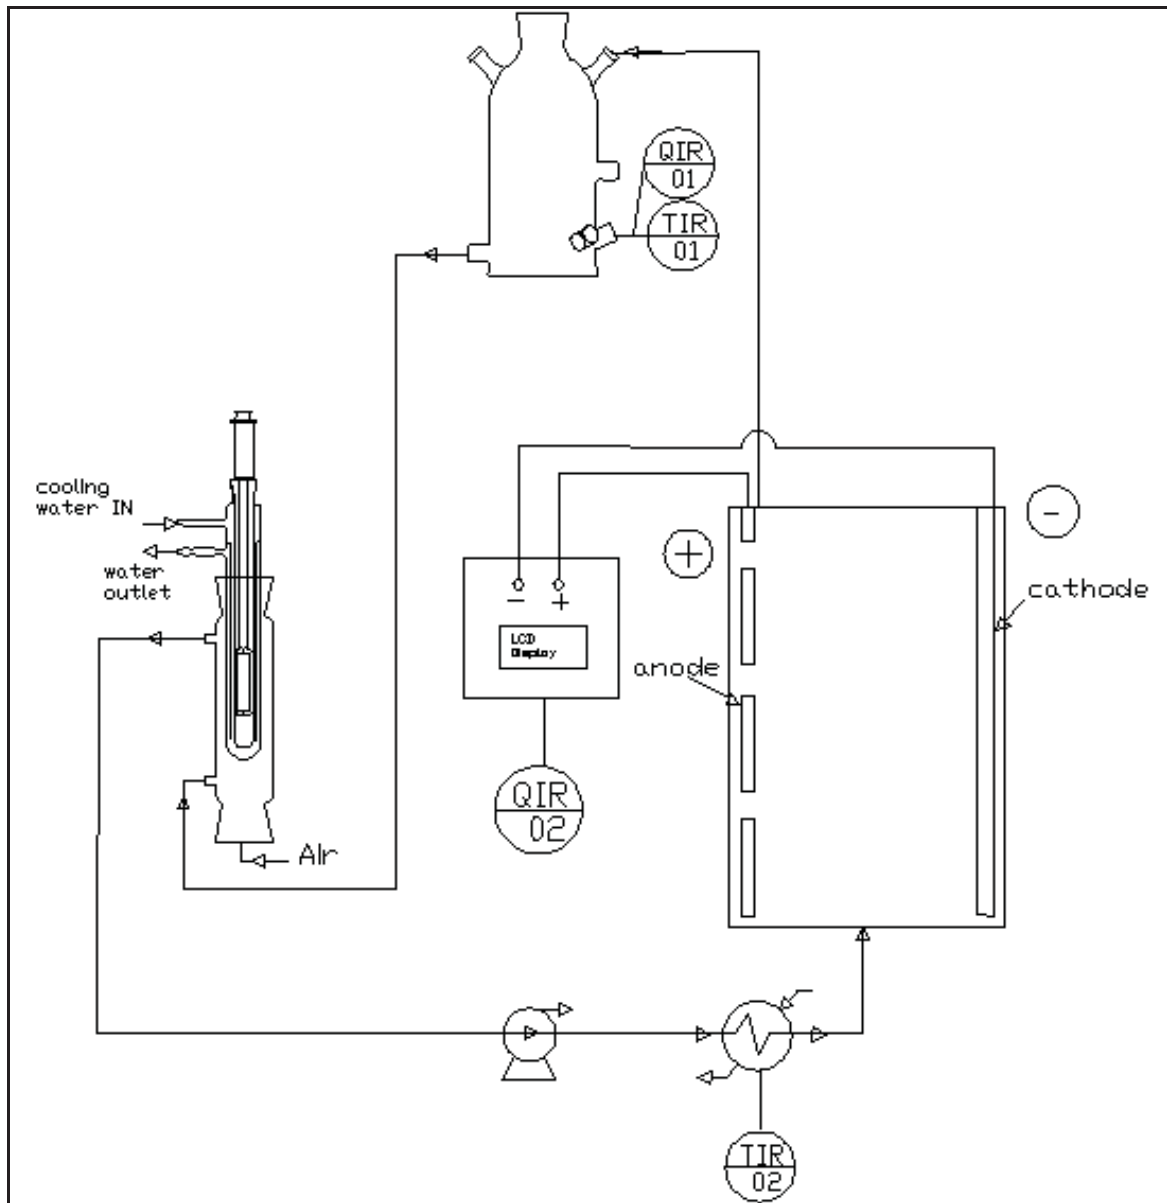 QIR
01
TIR
01
cooling
water IN
water
outlet
-
+
LCD
Display
QIR
02
+
-
cathode
anode
Air
TIR
02